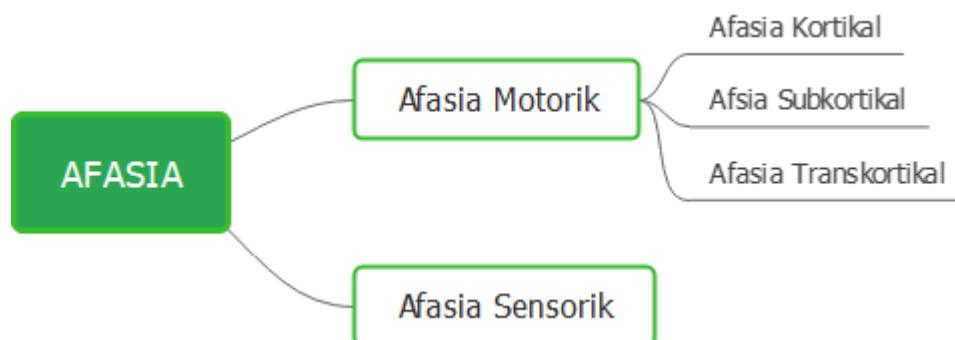 AFASIA
Afasia Motorik
Afasia Kortikal
Afsia Subkortikal
Afasia Transkortikal
Afasia Sensorik